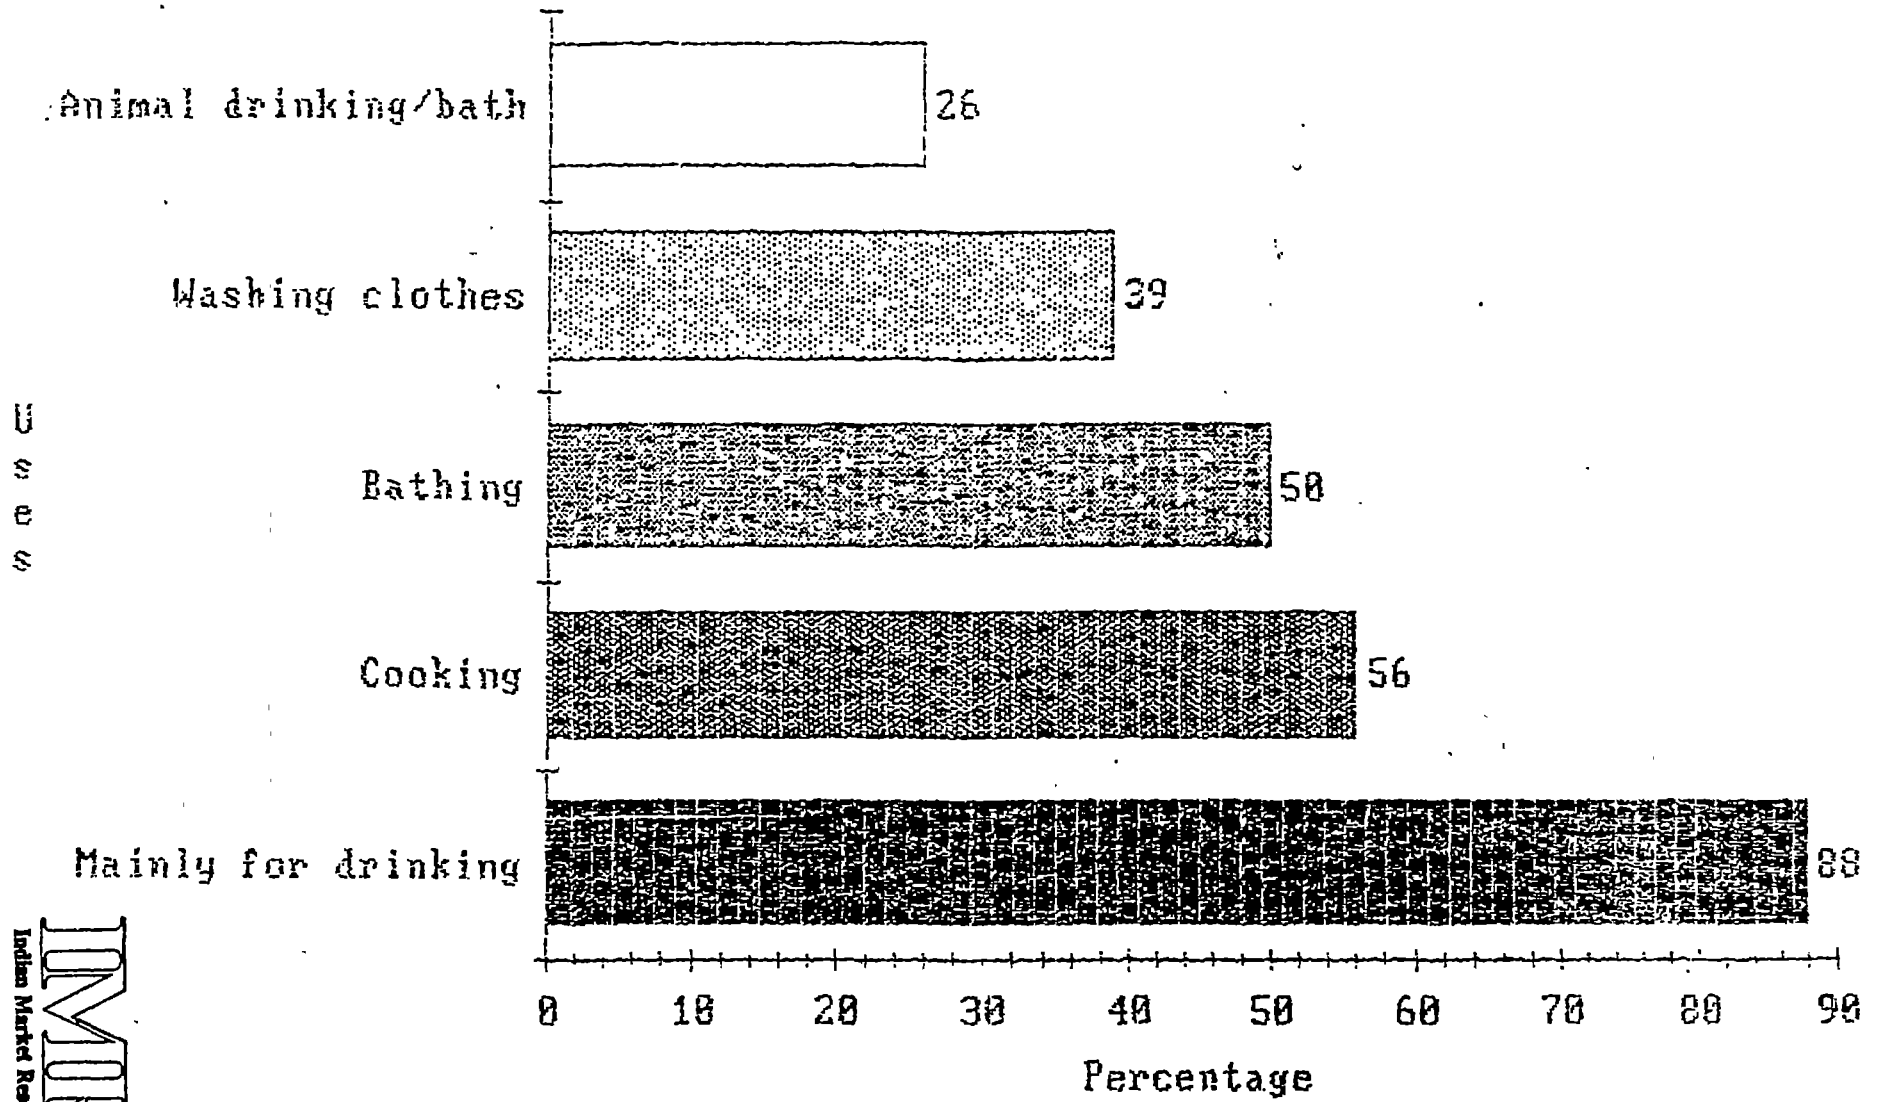 Animal drinking/bath
26
Washing clothes
39
Uses
Bathing
50
Cooking
56
Mainly for drinking
88
0 10 20 30 40 50 60 70 80 90
Percentage
Indian Market